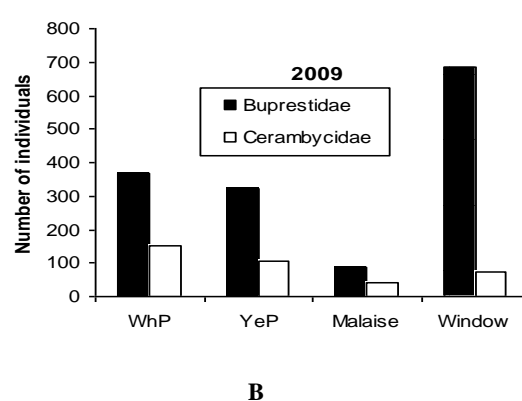 800
700
600
500
400
300
200
100
0
Number of individuals
2009
Buprestidae
Cerambycidae
WhP YeP Malaise Window
B